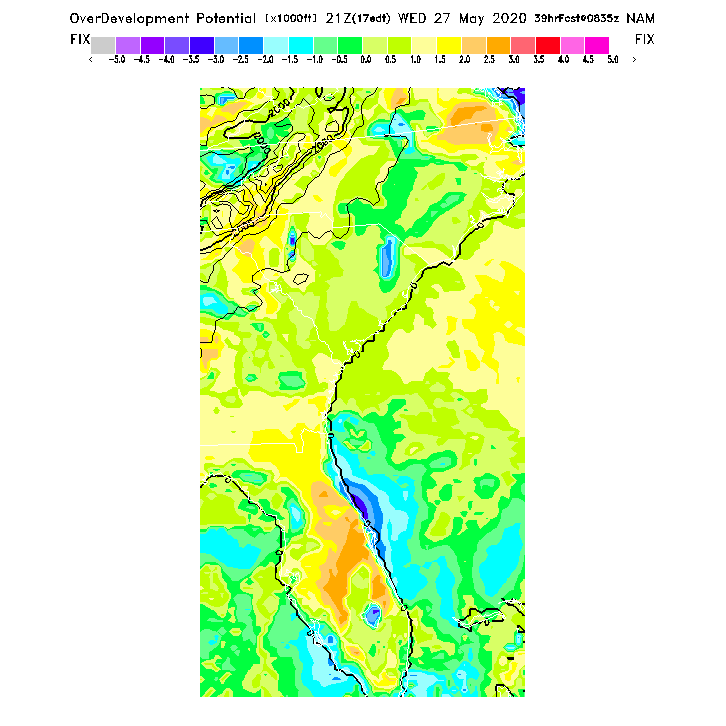 OverDevelopment Potential [x1000ft] 21Z(17edt) WED 27 May 2020 39hrFcst@0835z NAM
FIX FIX
< -5.0 -4.5 -4.0 -3.5 -3.0 -2.5 -2.0 -1.5 -1.0 -0.5 0.0 0.5 1.0 1.5 2.0 2.5 3.0 3.5 4.0 4.5 5.0 >
2000